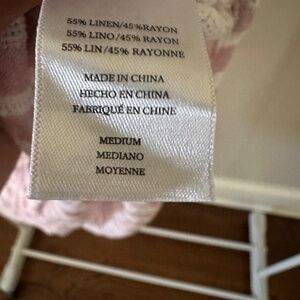 55% LINEN/45%RAYON
55% LINO/45% RAYON
55% LIN/45% RAYONNE
MADE IN CHINA
HECHO EN CHINA
FABRIQUÉ EN CHINE
MEDIUM
MEDIANO
MOYENNE